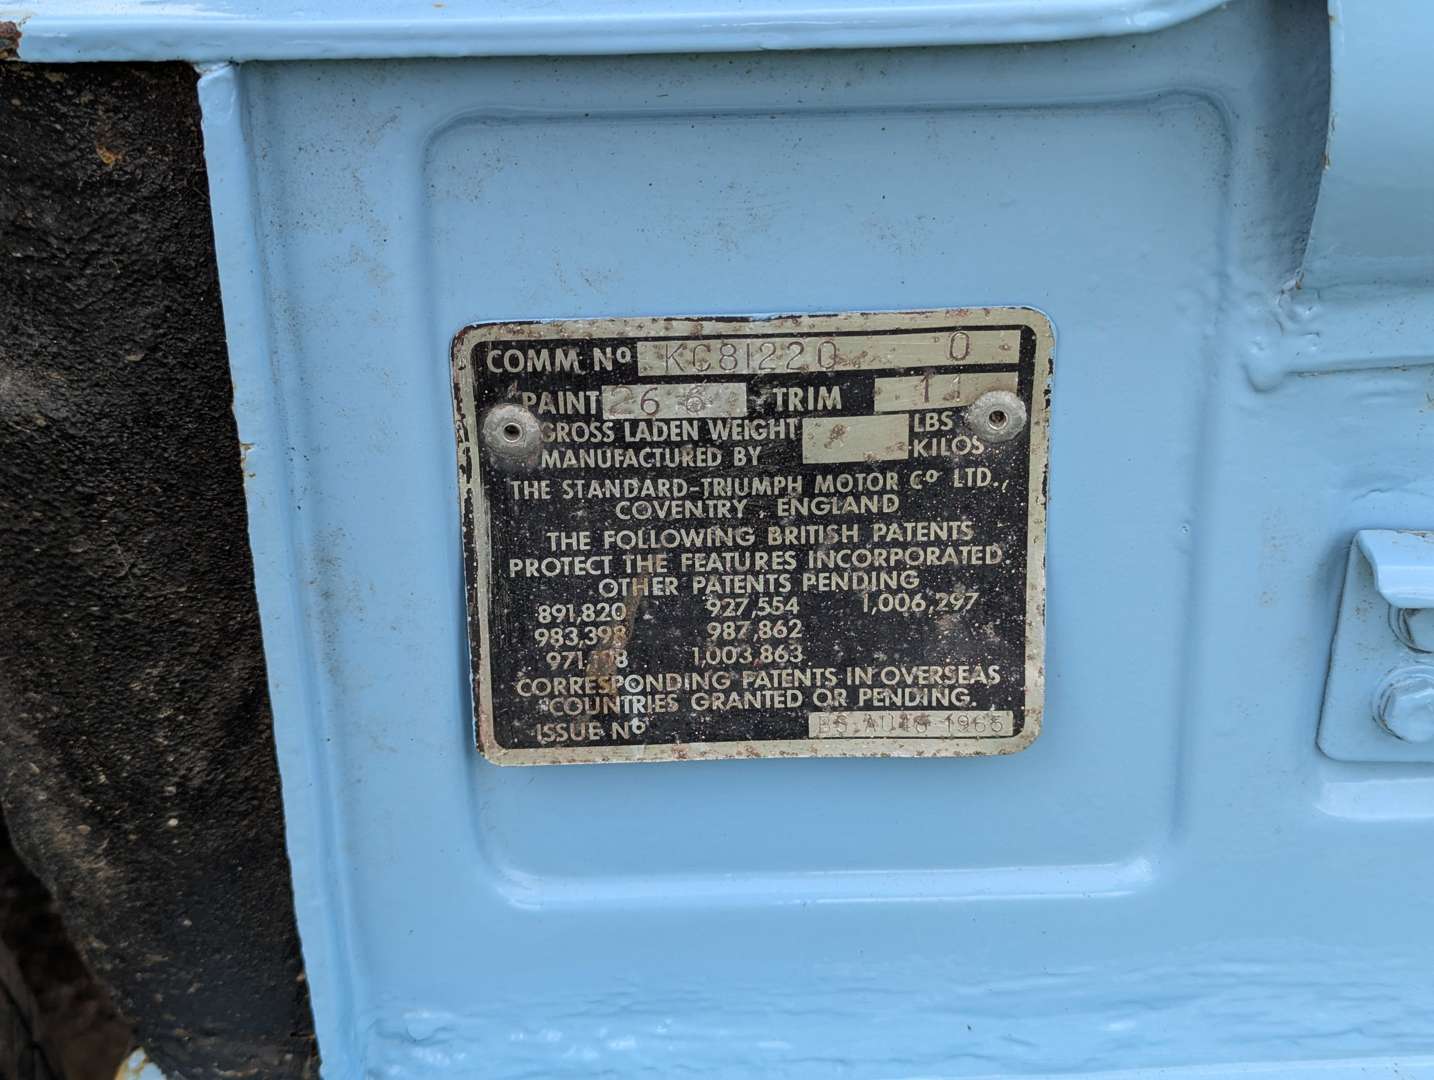 COMM. Nº KC81220 0
PAINT 26 6 TRIM 11
GROSS LADEN WEIGHT LBS
MANUFACTURED BY KILOS
THE STANDARD-TRIUMPH MOTOR Cº LTD.,
COVENTRY, ENGLAND
THE FOLLOWING BRITISH PATENTS
PROTECT THE FEATURES INCORPORATED.
OTHER PATENTS PENDING
891,820 927,554 1,006,297
983,398 987,862
1,003,863
CORRESPONDING PATENTS IN OVERSEAS
COUNTRIES GRANTED OR PENDING.
ISSUE Nº